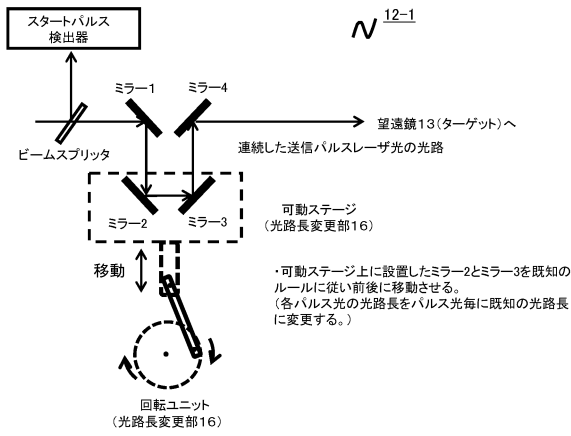 スタートパルス
検出器
12-1
ミラー1
ミラー4
望遠鏡13(ターゲット)へ
ビームスプリッタ
連続した送信パルスレーザ光の光路
ミラー2
ミラー3
可動ステージ
(光路長変更部16)
移動
・可動ステージ上に設置したミラー2とミラー3を既知の
ルールに従い前後に移動させる。
(各パルス光の光路長をパルス光毎に既知の光路長
に変更する。)
回転ユニット
(光路長変更部16)